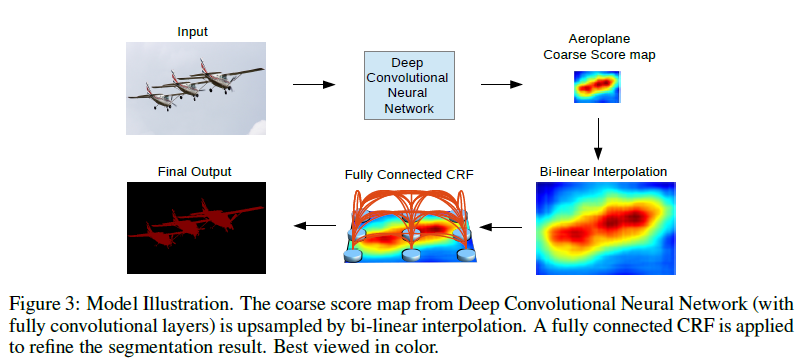 Input
Deep
Convolutional
Neural
Network
Aeroplane
Coarse Score map
Final Output
Fully Connected CRF
Bi-linear Interpolation
Figure 3: Model Illustration. The coarse score map from Deep Convolutional Neural Network (with
fully convolutional layers) is upsampled by bi-linear interpolation. A fully connected CRF is applied
to refine the segmentation result. Best viewed in color.